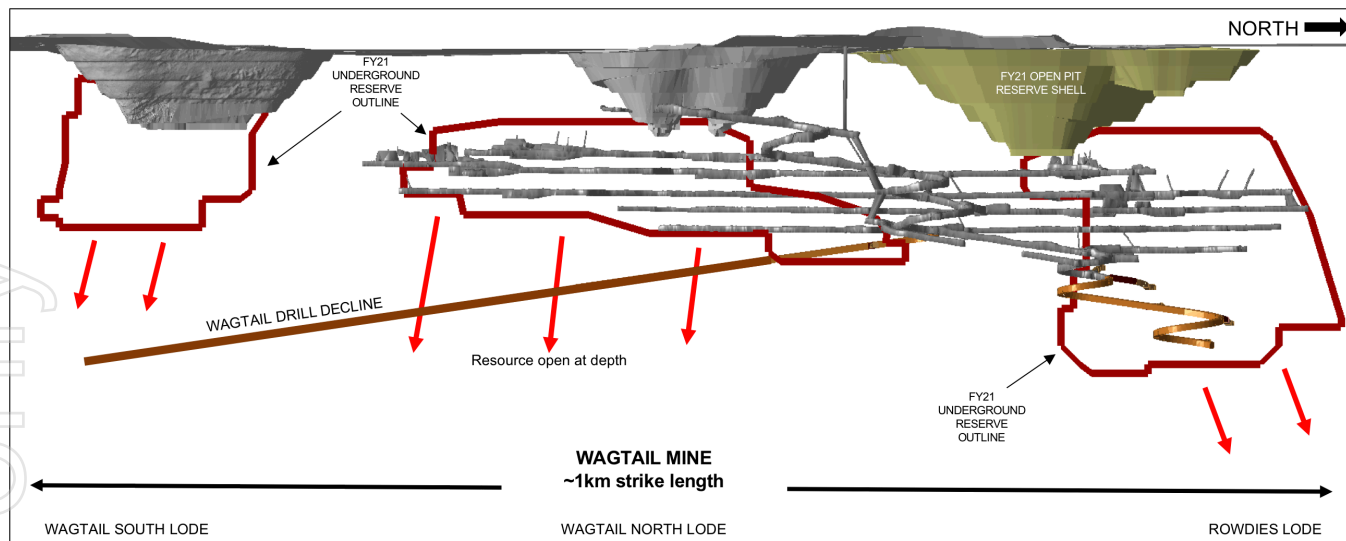 NORTH
FY21
UNDERGROUND
RESERVE
OUTLINE
FY21 OPEN PIT
RESERVE SHELL
WAGTAIL DRILL DECLINE
Resource open at depth
FY21
UNDERGROUND
RESERVE
OUTLINE
WAGTAIL MINE
~1km strike length
WAGTAIL SOUTH LODE
WAGTAIL NORTH LODE
ROWDIES LODE